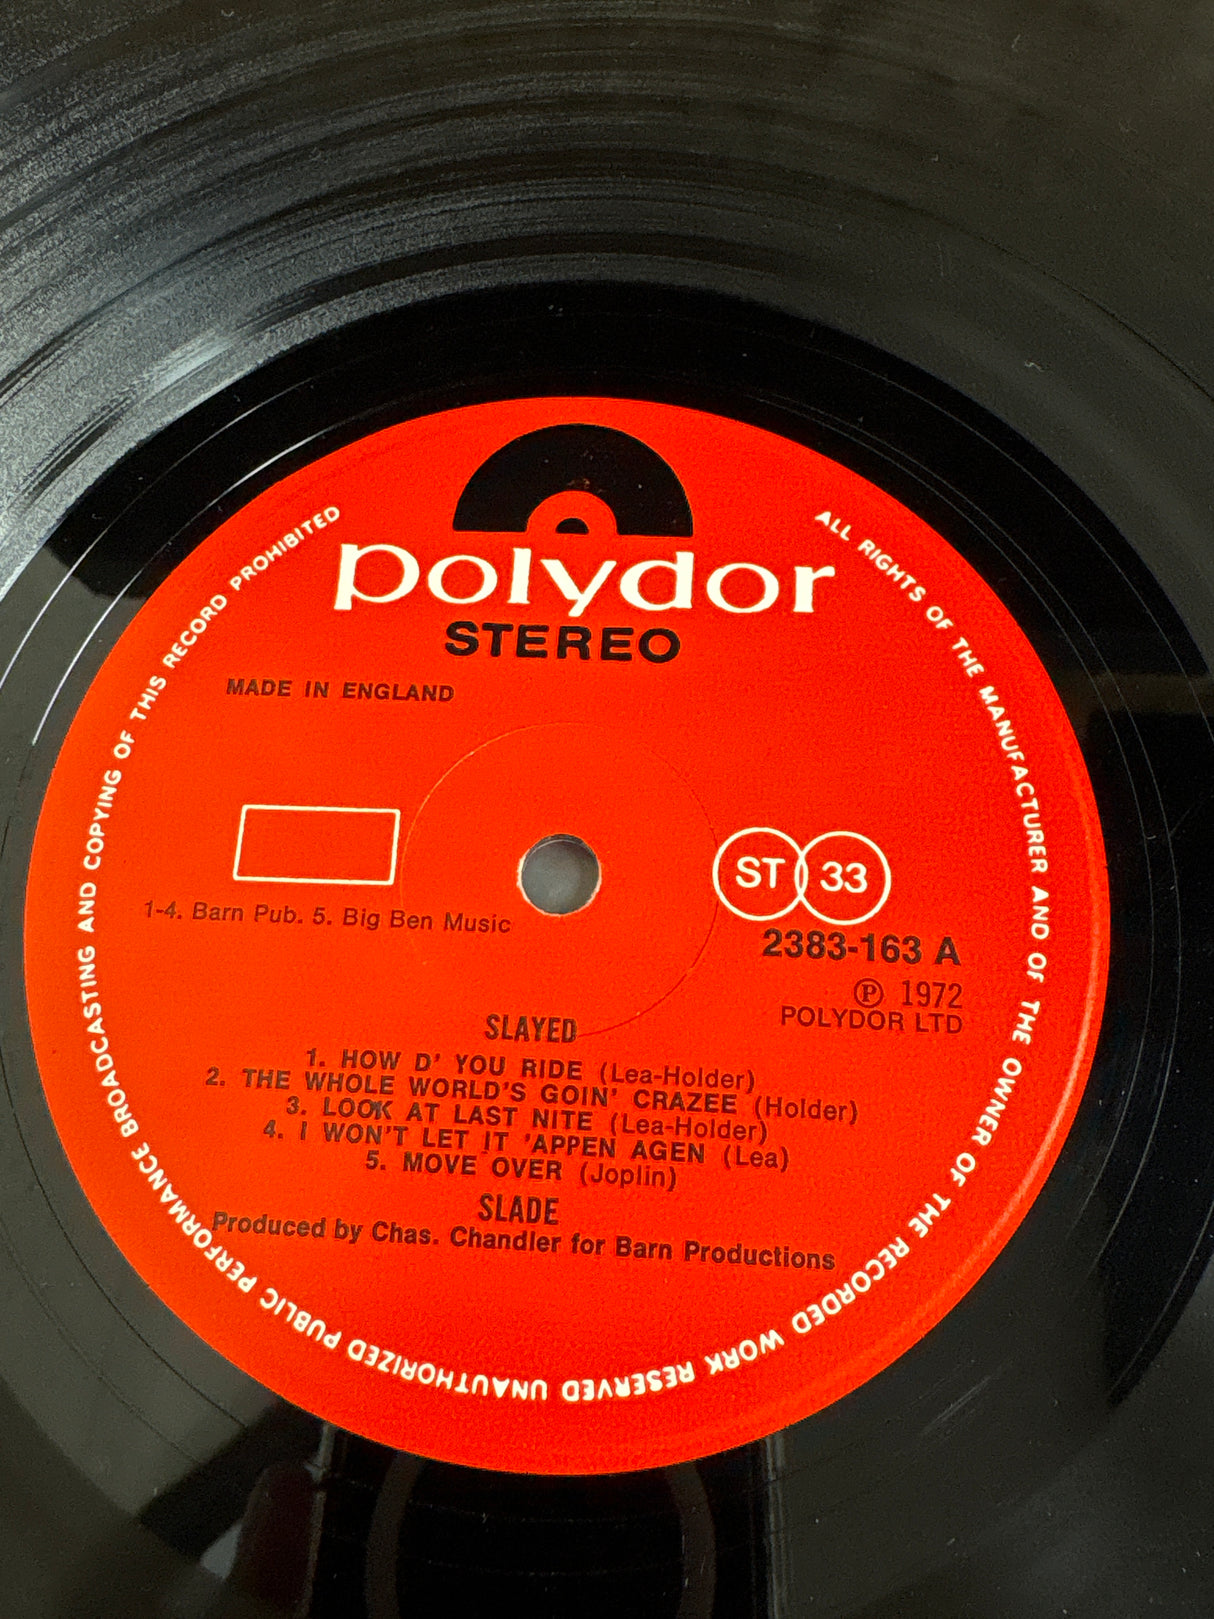 polydor
STEREO
MADE IN ENGLAND
ST 33
1-4. Barn Pub. 5. Big Ben Music
2383-163 A
Ⓟ 1972
POLYDOR LTD
SLAYED
1. HOW D' YOU RIDE (Lea-Holder)
2. THE WHOLE WORLD'S GOIN' CRAZEE (Holder)
3. LOOK AT LAST NITE (Lea-Holder)
4. I WON'T LET IT 'APPEN AGEN (Lea)
5. MOVE OVER (Joplin)
SLADE
Produced by Chas. Chandler for Barn Productions
ALL RIGHTS OF THE MANUFACTURER AND OF THE OWNER OF THE RECORDED WORK RESERVED UNAUTHORIZED PUBLIC PERFORMANCE BROADCASTING AND COPYING OF THIS RECORD PROHIBITED